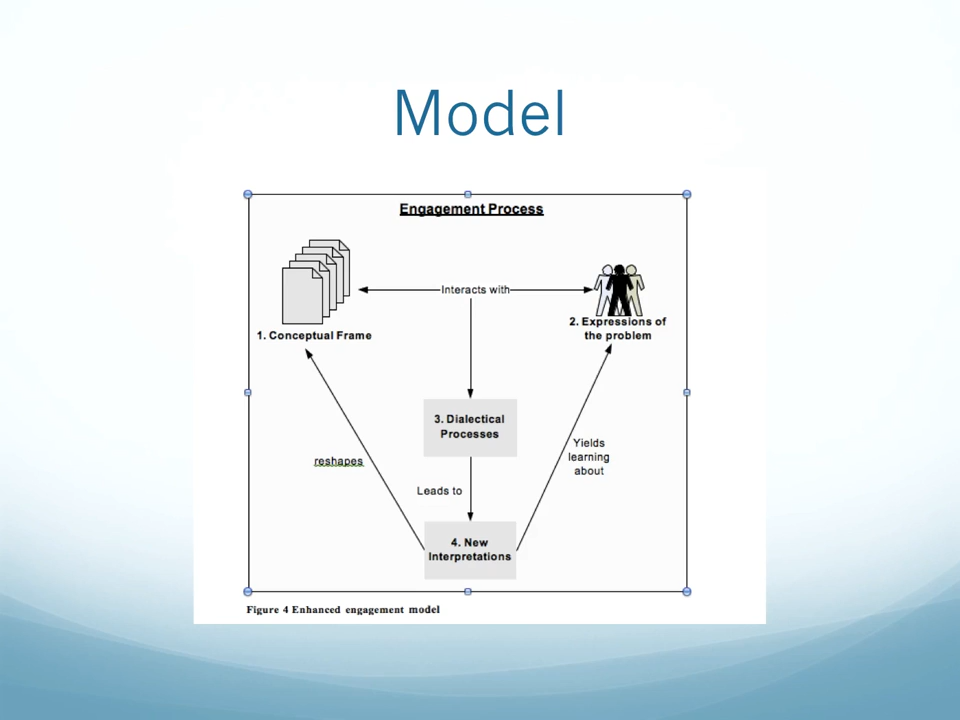 Model
Engagement Process
Interacts with
1. Conceptual Frame
2. Expressions of
the problem
3. Dialectical
Processes
reshapes
Yields
learning
about
Leads to
4. New
Interpretations
Figure 4 Enhanced engagement model